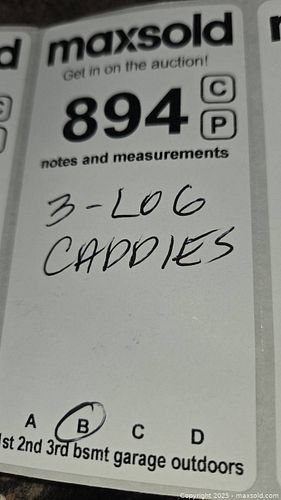 maxsold
Get in on the auction!
894 C
P
notes and measurements
3-LOG
CADDIES
A B C D
1st 2nd 3rd bsmt garage outdoors
Copyright 2025 - maxsold.com